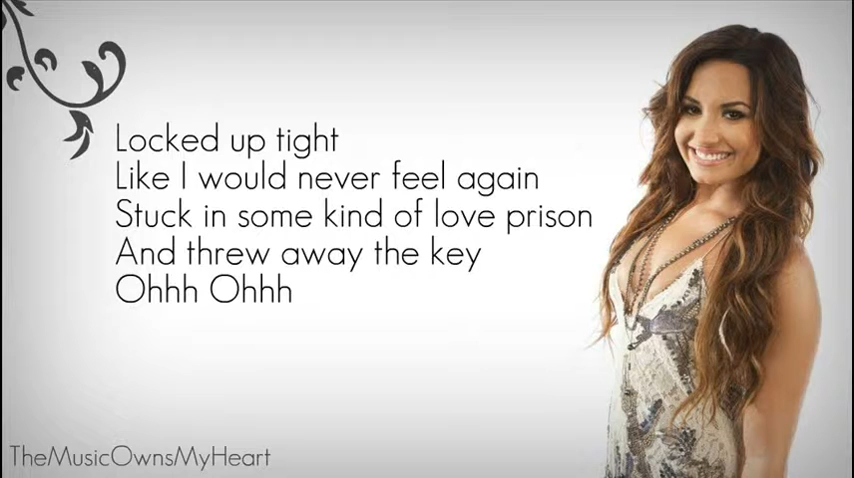 Locked up tight
Like I would never feel again
Stuck in some kind of love prison
And threw away the key
Ohhh Ohhh
TheMusicOwnsMyHeart